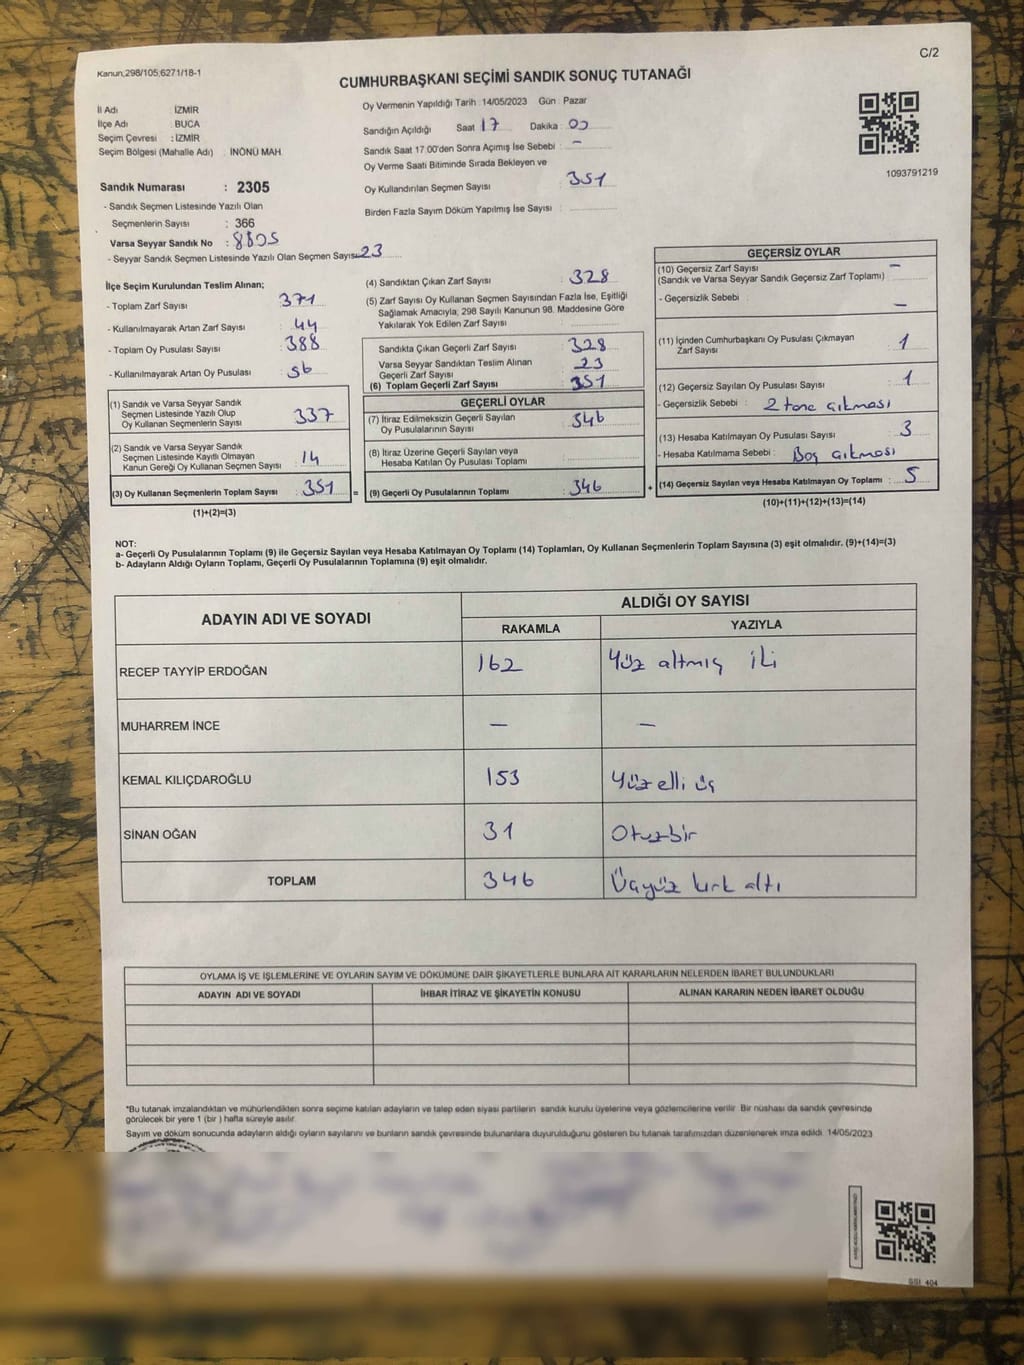 Kanun;298/105;6271/18-1
C/2
CUMHURBAŞKANI SEÇİMİ SANDIK SONUÇ TUTANAĞI
İl Adı : İZMİR
İlçe Adı : BUCA
Seçim Çevresi : İZMİR
Seçim Bölgesi (Mahalle Adı) : İNÖNÜ MAH.
Sandık Numarası : 2305
- Sandık Seçmen Listesinde Yazılı Olan
Seçmenlerin Sayısı : 366
Varsa Seyyar Sandık No : 8805
- Seyyar Sandık Seçmen Listesinde Yazılı Olan Seçmen Sayısı: 23
Oy Vermenin Yapıldığı Tarih : 14/05/2023 Gün : Pazar
Sandığın Açıldığı Saat 17 Dakika : 00
Sandık Saat 17.00'den Sonra Açımış İse Sebebi : -
Oy Verme Saati Bitiminde Sırada Bekleyen ve
Oy Kullandırılan Seçmen Sayısı : 351
Birden Fazla Sayım Döküm Yapılmış İse Sayısı :
1093791219
İlçe Seçim Kurulundan Teslim Alınan;
- Toplam Zarf Sayısı : 371
- Kullanılmayarak Artan Zarf Sayısı : 44
- Toplam Oy Pusulası Sayısı : 388
- Kullanılmayarak Artan Oy Pusulası : 56
(1) Sandık ve Varsa Seyyar Sandık
Seçmen Listesinde Yazılı Olup
Oy Kullanan Seçmenlerin Sayısı : 337
(2) Sandık ve Varsa Seyyar Sandık
Seçmen Listesinde Kayıtlı Olmayan
Kanun Gereği Oy Kullanan Seçmen Sayısı : 14
(3) Oy Kullanan Seçmenlerin Toplam Sayısı : 351 =
(1)+(2)=(3)
(4) Sandıktan Çıkan Zarf Sayısı : 328
(5) Zarf Sayısı Oy Kullanan Seçmen Sayısından Fazla İse, Eşitliği
Sağlamak Amacıyla; 298 Sayılı Kanunun 98. Maddesine Göre
Yakılarak Yok Edilen Zarf Sayısı :
Sandıkta Çıkan Geçerli Zarf Sayısı : 328
Varsa Seyyar Sandıktan Teslim Alınan
Geçerli Zarf Sayısı : 23
(6) Toplam Geçerli Zarf Sayısı : 351
GEÇERLİ OYLAR
(7) İtiraz Edilmeksizin Geçerli Sayılan
Oy Pusulalarının Sayısı : 346
(8) İtiraz Üzerine Geçerli Sayılan veya
Hesaba Katılan Oy Pusulası Toplamı :
(9) Geçerli Oy Pusulalarının Toplamı : 346 +
GEÇERSİZ OYLAR
(10) Geçersiz Zarf Sayısı : -
(Sandık ve Varsa Seyyar Sandık Geçersiz Zarf Toplamı)
- Geçersizlik Sebebi : -
(11) İçinden Cumhurbaşkanı Oy Pusulası Çıkmayan
Zarf Sayısı : 1
(12) Geçersiz Sayılan Oy Pusulası Sayısı : 1
- Geçersizlik Sebebi : 2 tane çıkması
(13) Hesaba Katılmayan Oy Pusulası Sayısı : 3
- Hesaba Katılmama Sebebi : Boş çıkması
(14) Geçersiz Sayılan veya Hesaba Katılmayan Oy Toplamı : 5
(10)+(11)+(12)+(13)=(14)
NOT:
a- Geçerli Oy Pusulalarının Toplamı (9) ile Geçersiz Sayılan veya Hesaba Katılmayan Oy Toplamı (14) Toplamları, Oy Kullanan Seçmenlerin Toplam Sayısına (3) eşit olmalıdır. (9)+(14)=(3)
b- Adayların Aldığı Oyların Toplamı, Geçerli Oy Pusulalarının Toplamına (9) eşit olmalıdır.
ADAYIN ADI VE SOYADI ALDIĞI OY SAYISI
RAKAMLA YAZIYLA
RECEP TAYYİP ERDOĞAN 162 Yüz altmış iki
MUHARREM İNCE - -
KEMAL KILIÇDAROĞLU 153 Yüz elli üç
SİNAN OĞAN 31 Otuzbir
TOPLAM 346 Üçyüz kırk altı
OYLAMA İŞ VE İŞLEMLERİNE VE OYLARIN SAYIM VE DÖKÜMÜNE DAİR ŞİKAYETLERLE BUNLARA AİT KARARLARIN NELERDEN İBARET BULUNDUKLARI
ADAYIN ADI VE SOYADI İHBAR İTİRAZ VE ŞİKAYETİN KONUSU ALINAN KARARIN NEDEN İBARET OLDUĞU
*Bu tutanak imzalandıktan ve mühürlendikten sonra seçime katılan adayların ve talep eden siyasi partilerin sandık kurulu üyelerine veya gözlemcilerine verilir. Bir nüshası da sandık çevresinde
görülecek bir yere 1 (bir ) hafta süreyle asılır.
Sayım ve döküm sonucunda adayların aldığı oyların sayılarını ve bunların sandık çevresinde bulunanlara duyurulduğunu gösteren bu tutanak tarafımızdan düzenlenerek imza edildi. 14/05/2023